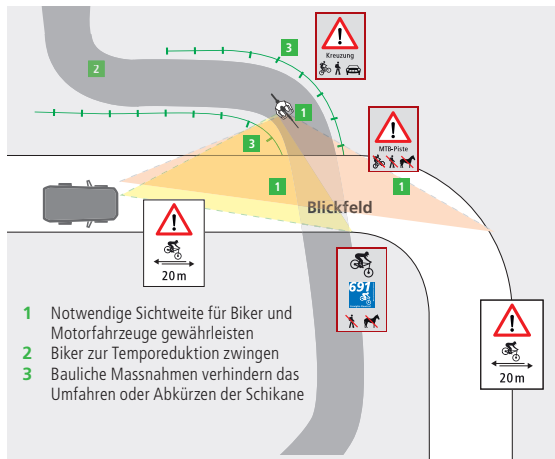 3
Kreuzung
2
1
MTB-Piste
3
1
1
Blickfeld
20 m
691
20 m
1 Notwendige Sichtweite für Biker und
Motorfahrzeuge gewährleisten
2 Biker zur Temporeduktion zwingen
3 Bauliche Massnahmen verhindern das
Umfahren oder Abkürzen der Schikane